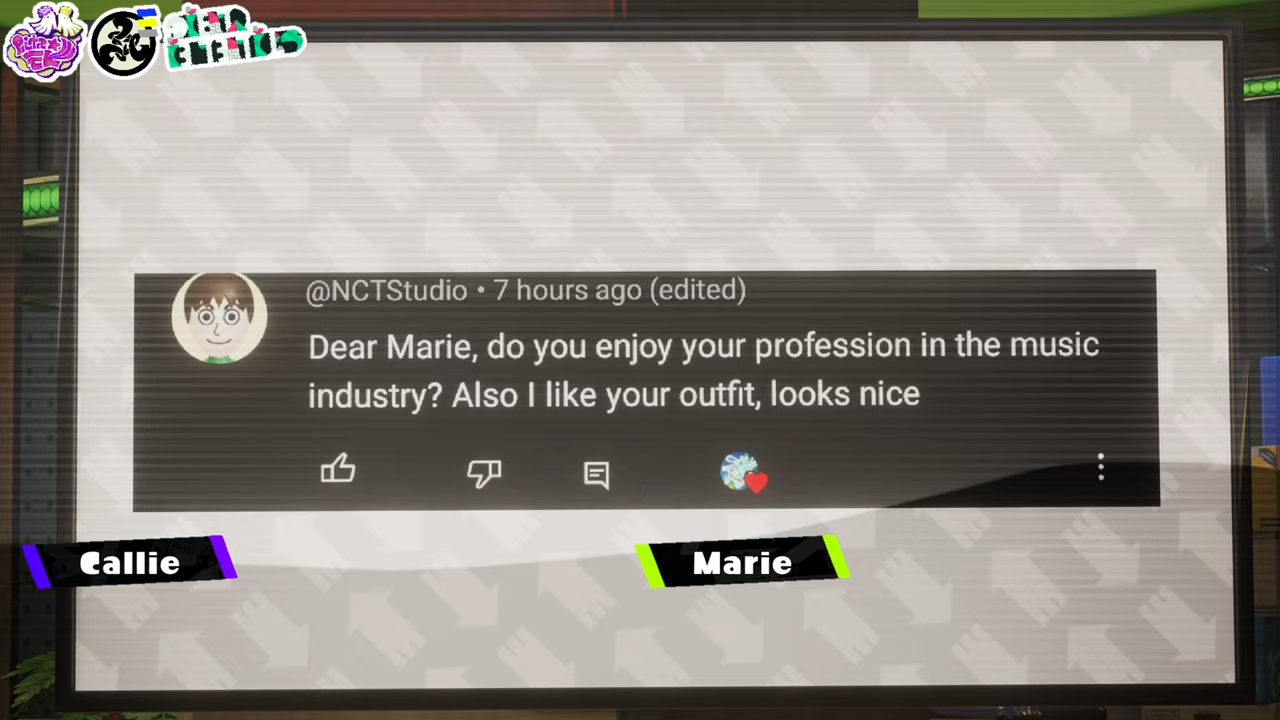 @NCTStudio • 7 hours ago (edited)
Dear Marie, do you enjoy your profession in the music
industry? Also I like your outfit, looks nice
Callie
Marie